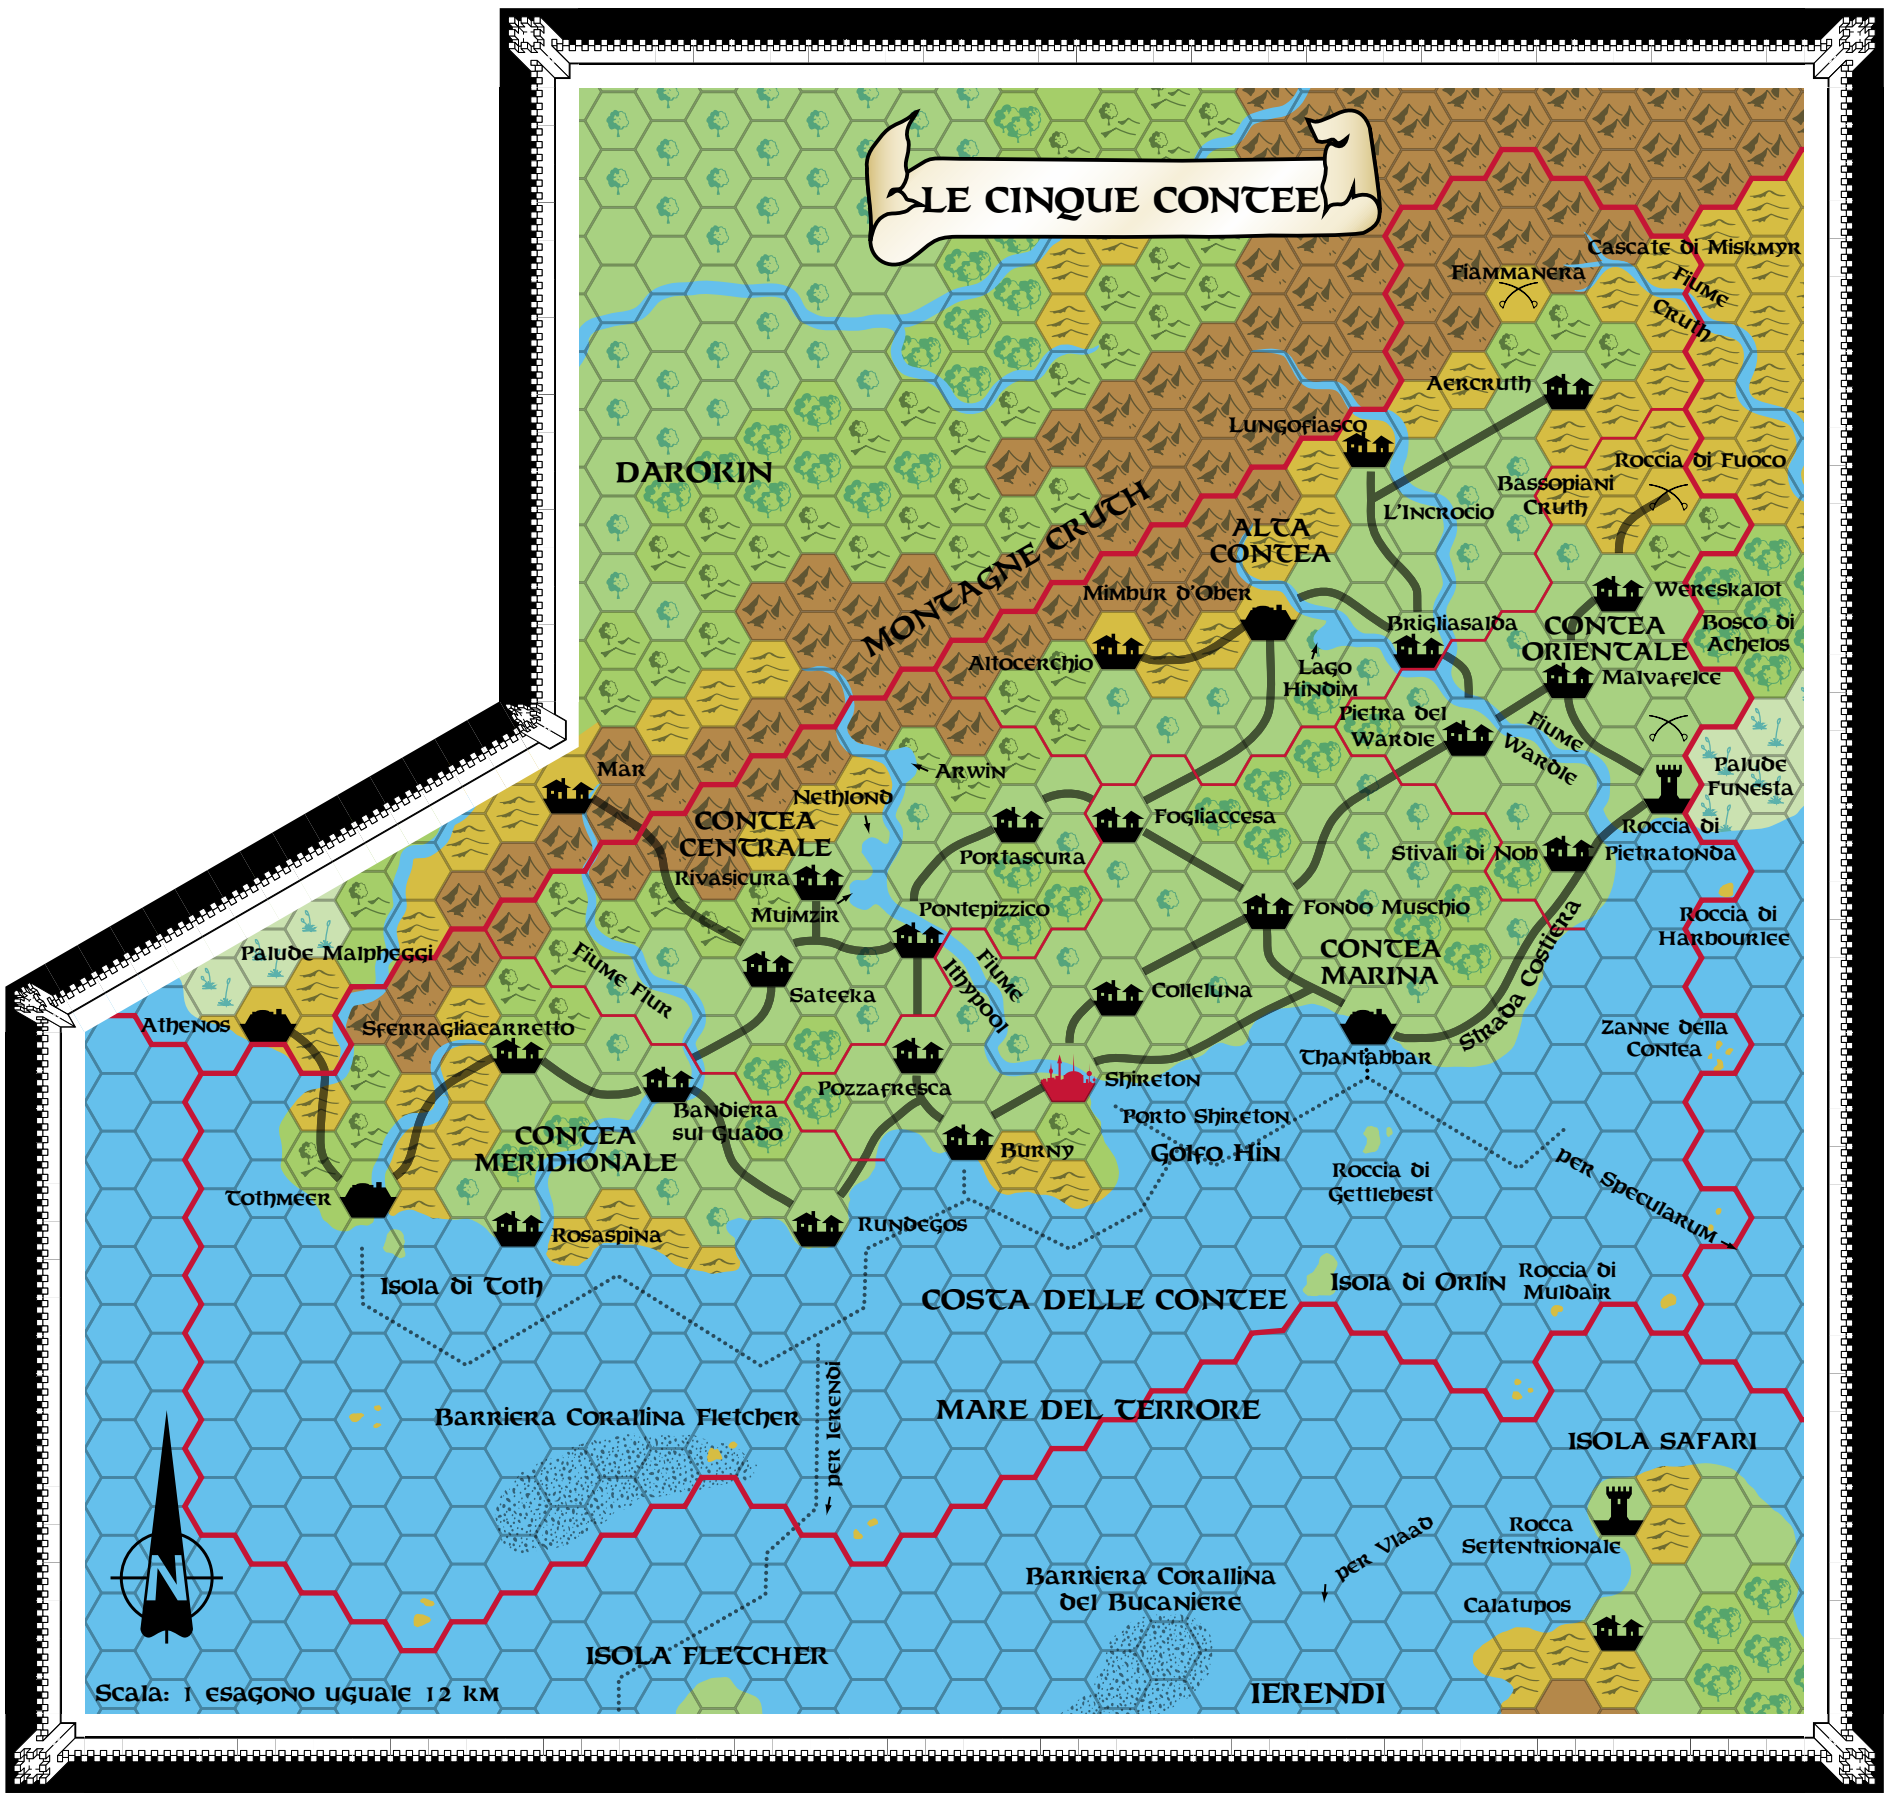 LE CINQUE CONTEE
Cascate di Miskmyr
Fiammanera
Fiume
Cruth
Aercruth
Lungofiasco
DAROKIN
Roccia di Fuoco
Bassopiani
Cruth
L'Incrocio
MONTAGNE CRUTH
ALTA
CONTEA
Mimbur d'Ober
Wereskalot
Brigliasalda
CONTEA
ORIENTALE
Bosco di
Achelos
Altocerchio
Lago
Hindim
Malvafelce
Pietra del
Wardle
Fiume
Wardle
Mar
Arwin
Palude
Funesta
Nethlond
CONTEA
CENTRALE
Fogliaccesa
Roccia di
Pietratonda
Portascura
Stivali di Nob
Rivasicura
Muimzir
Pontepizzico
Fondo Muschio
Roccia di
Harbourlee
Palude Malpheggi
Fiume Fiur
Fiume
Ithypool
CONTEA
MARINA
Strada Costiera
Sateeka
Colleluna
Athenos
Sferragliacarretto
Thantabbar
Zanne della
Contea
Pozzafresca
Shireton
Bandiera
sul Guado
Porto Shireton
CONTEA
MERIDIONALE
Burny
Golfo Hin
Roccia di
Gettlebest
per Specularum
Tothmeer
Rosaspina
Rundegos
Isola di Toth
COSTA DELLE CONTEE
Isola di Orlin
Roccia di
Muldair
per Ierendi
Barriera Corallina Fletcher
MARE DEL TERRORE
ISOLA SAFARI
Rocca
Settentrionale
per Vlaad
N
Barriera Corallina
del Bucaniere
Calatupos
ISOLA FLETCHER
Scala: 1 esagono uguale 12 km
IERENDI